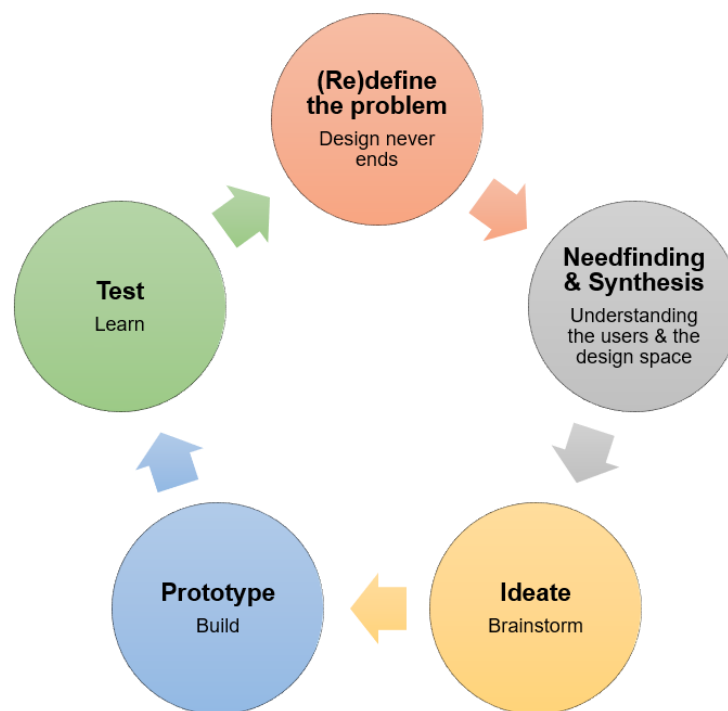 (Re)define
the problem
Design never
ends
Needfinding
& Synthesis
Understanding
the users & the
design space
Ideate
Brainstorm
Prototype
Build
Test
Learn